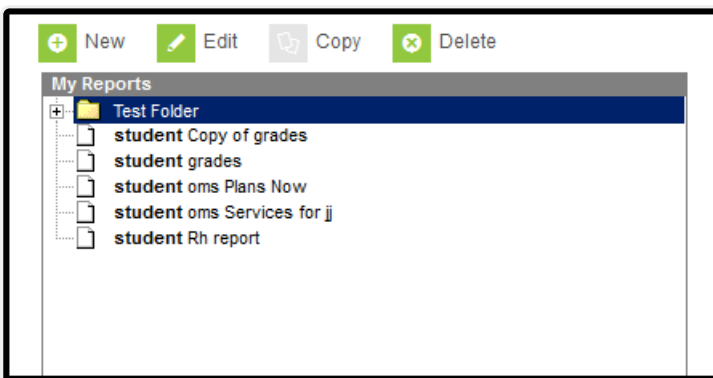 New Edit Copy Delete
My Reports
Test Folder
student Copy of grades
student grades
student oms Plans Now
student oms Services for jj
student Rh report